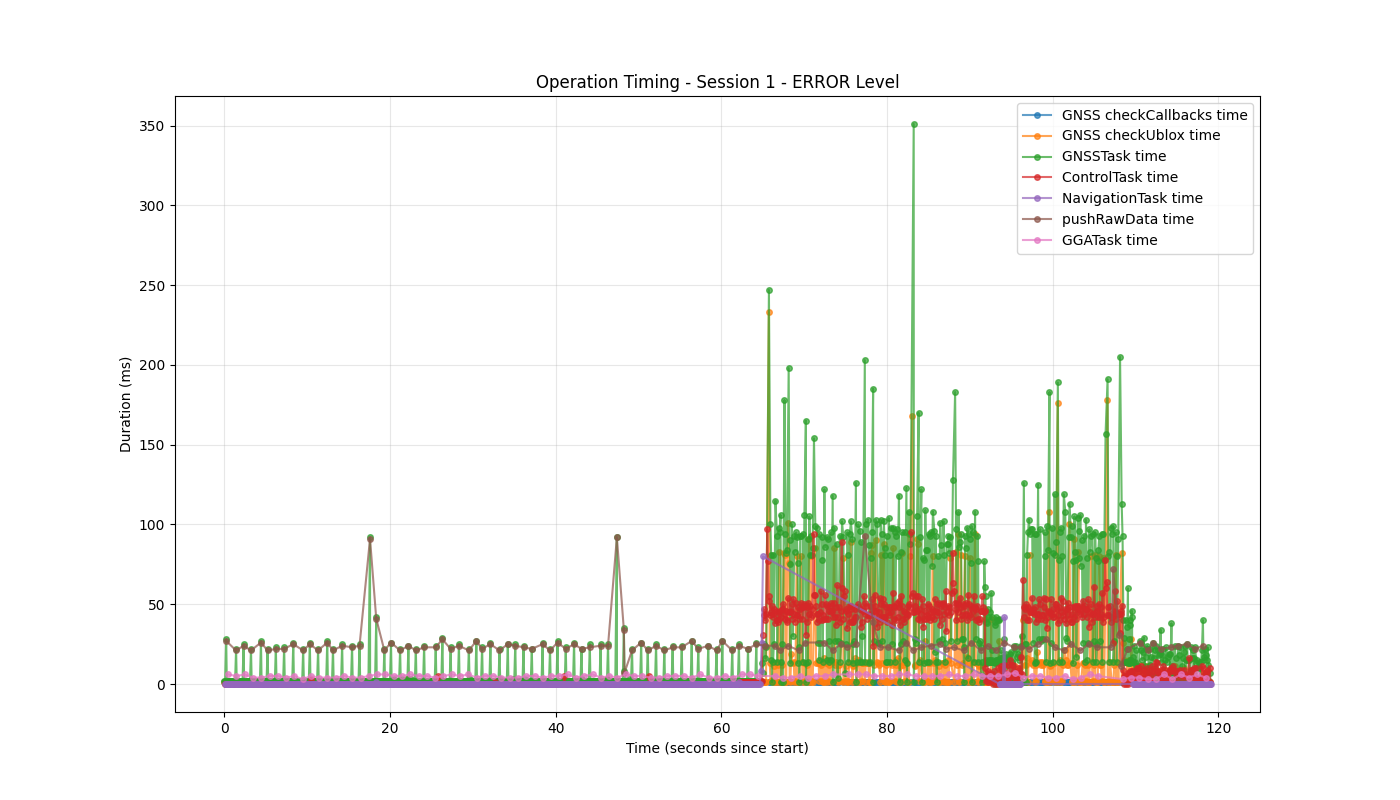 Operation Timing - Session 1 - ERROR Level
GNSS checkCallbacks time
GNSS checkUblox time
GNSSTask time
ControlTask time
NavigationTask time
pushRawData time
GGATask time
Duration (ms)
350
300
250
200
150
100
50
0
0 20 40 60 80 100 120
Time (seconds since start)